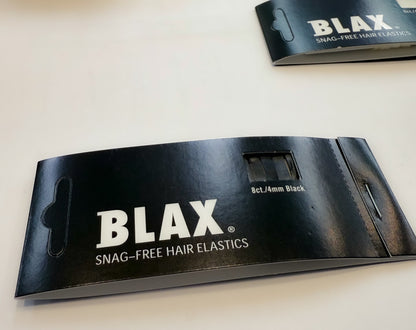 BLAX®
SNAG-FREE HAIR ELASTICS
8ct./4mm Black
BLAX®
SNAG-FREE HAIR ELASTICS